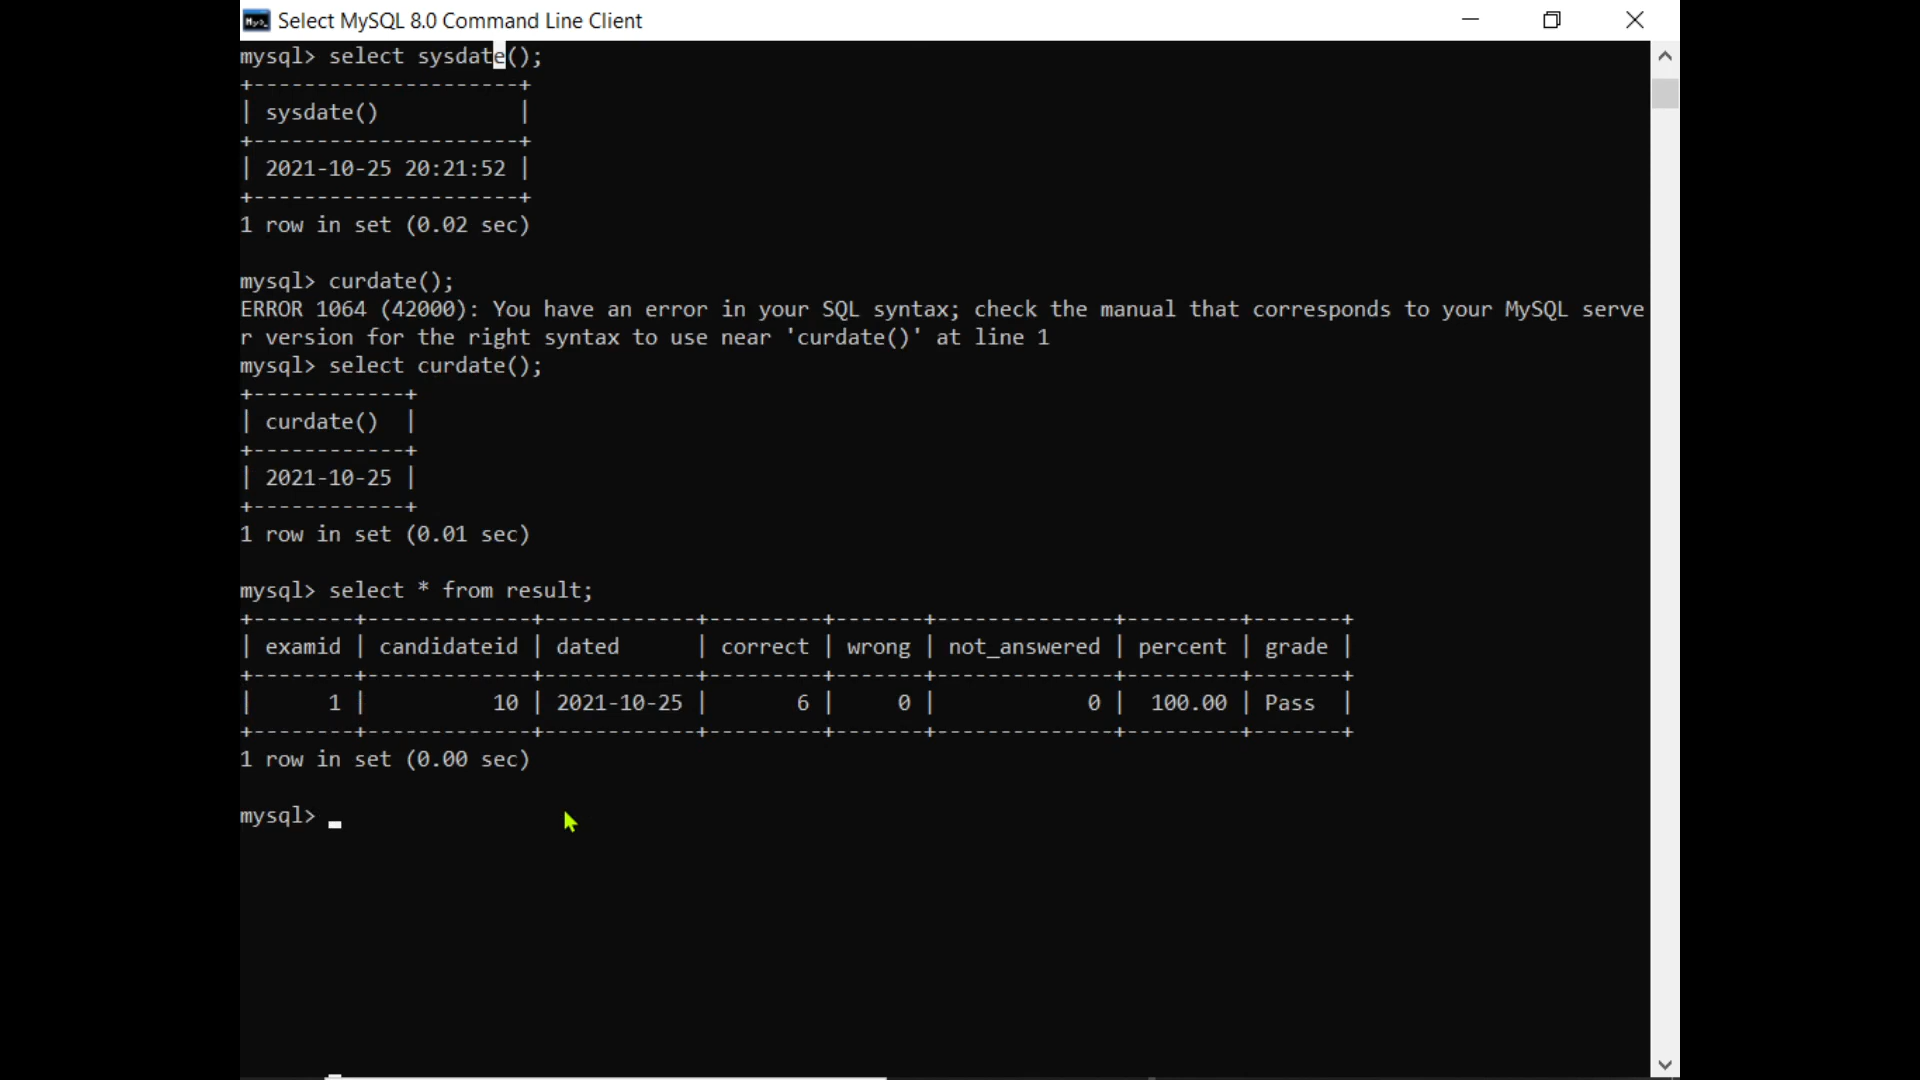 Select MySQL 8.0 Command Line Client
mysql> select sysdate();
+---------------------+
| sysdate()           |
+---------------------+
| 2021-10-25 20:21:52 |
+---------------------+
1 row in set (0.02 sec)

mysql> curdate();
ERROR 1064 (42000): You have an error in your SQL syntax; check the manual that corresponds to your MySQL serve
r version for the right syntax to use near 'curdate()' at line 1
mysql> select curdate();
+------------+
| curdate()  |
+------------+
| 2021-10-25 |
+------------+
1 row in set (0.01 sec)

mysql> select * from result;
+--------+-------------+------------+---------+-------+--------------+---------+-------+
| examid | candidateid | dated      | correct | wrong | not_answered | percent | grade |
+--------+-------------+------------+---------+-------+--------------+---------+-------+
|      1 |          10 | 2021-10-25 |       6 |     0 |            0 |  100.00 | Pass  |
+--------+-------------+------------+---------+-------+--------------+---------+-------+
1 row in set (0.00 sec)

mysql>